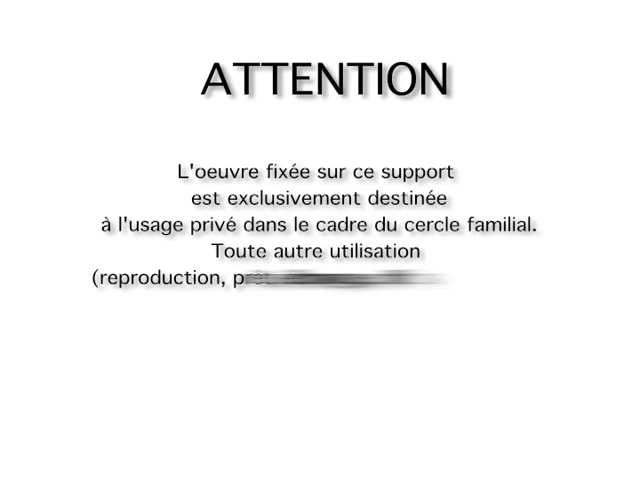 ATTENTION
L'oeuvre fixée sur ce support
est exclusivement destinée
à l'usage privé dans le cadre du cercle familial.
Toute autre utilisation
(reproduction,